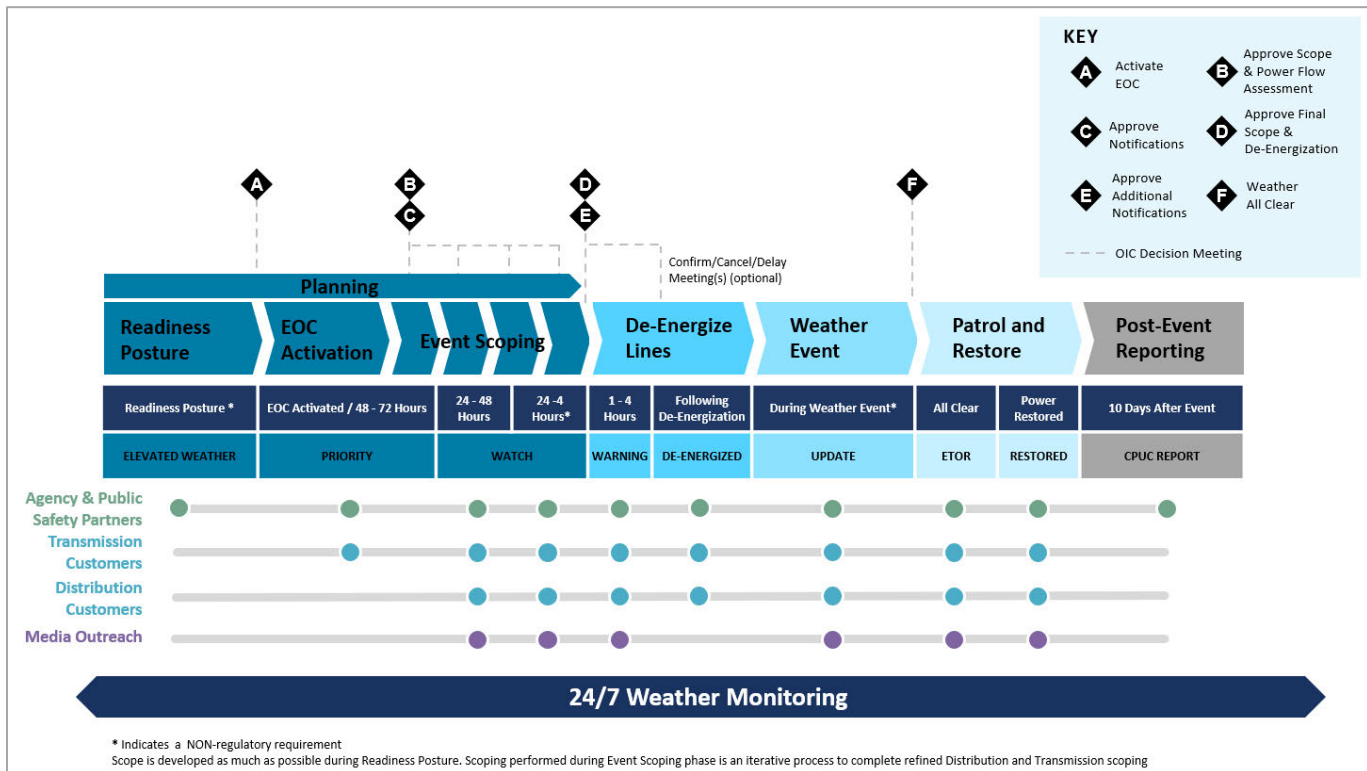 KEY
A
Activate
EOC
B
Approve Scope
& Power Flow
Assessment
C
Approve
Notifications
D
Approve Final
Scope &
De-Energization
E
Approve
Additional
Notifications
F
Weather
All Clear
OIC Decision Meeting
A
B
C
D
E
F
Confirm/Cancel/Delay
Meeting(s) (optional)
Planning
Readiness
Posture
EOC
Activation
Event Scoping
De-Energize
Lines
Weather
Event
Patrol and
Restore
Post-Event
Reporting
Readiness Posture *
EOC Activated / 48 - 72 Hours
24 - 48
Hours
24 -4
Hours*
1 - 4
Hours
Following
De-Energization
During Weather Event*
All Clear
Power
Restored
10 Days After Event
ELEVATED WEATHER
PRIORITY
WATCH
WARNING
DE-ENERGIZED
UPDATE
ETOR
RESTORED
CPUC REPORT
Agency & Public
Safety Partners
Transmission
Customers
Distribution
Customers
Media Outreach
24/7 Weather Monitoring
* Indicates a NON-regulatory requirement
Scope is developed as much as possible during Readiness Posture. Scoping performed during Event Scoping phase is an iterative process to complete refined Distribution and Transmission scoping